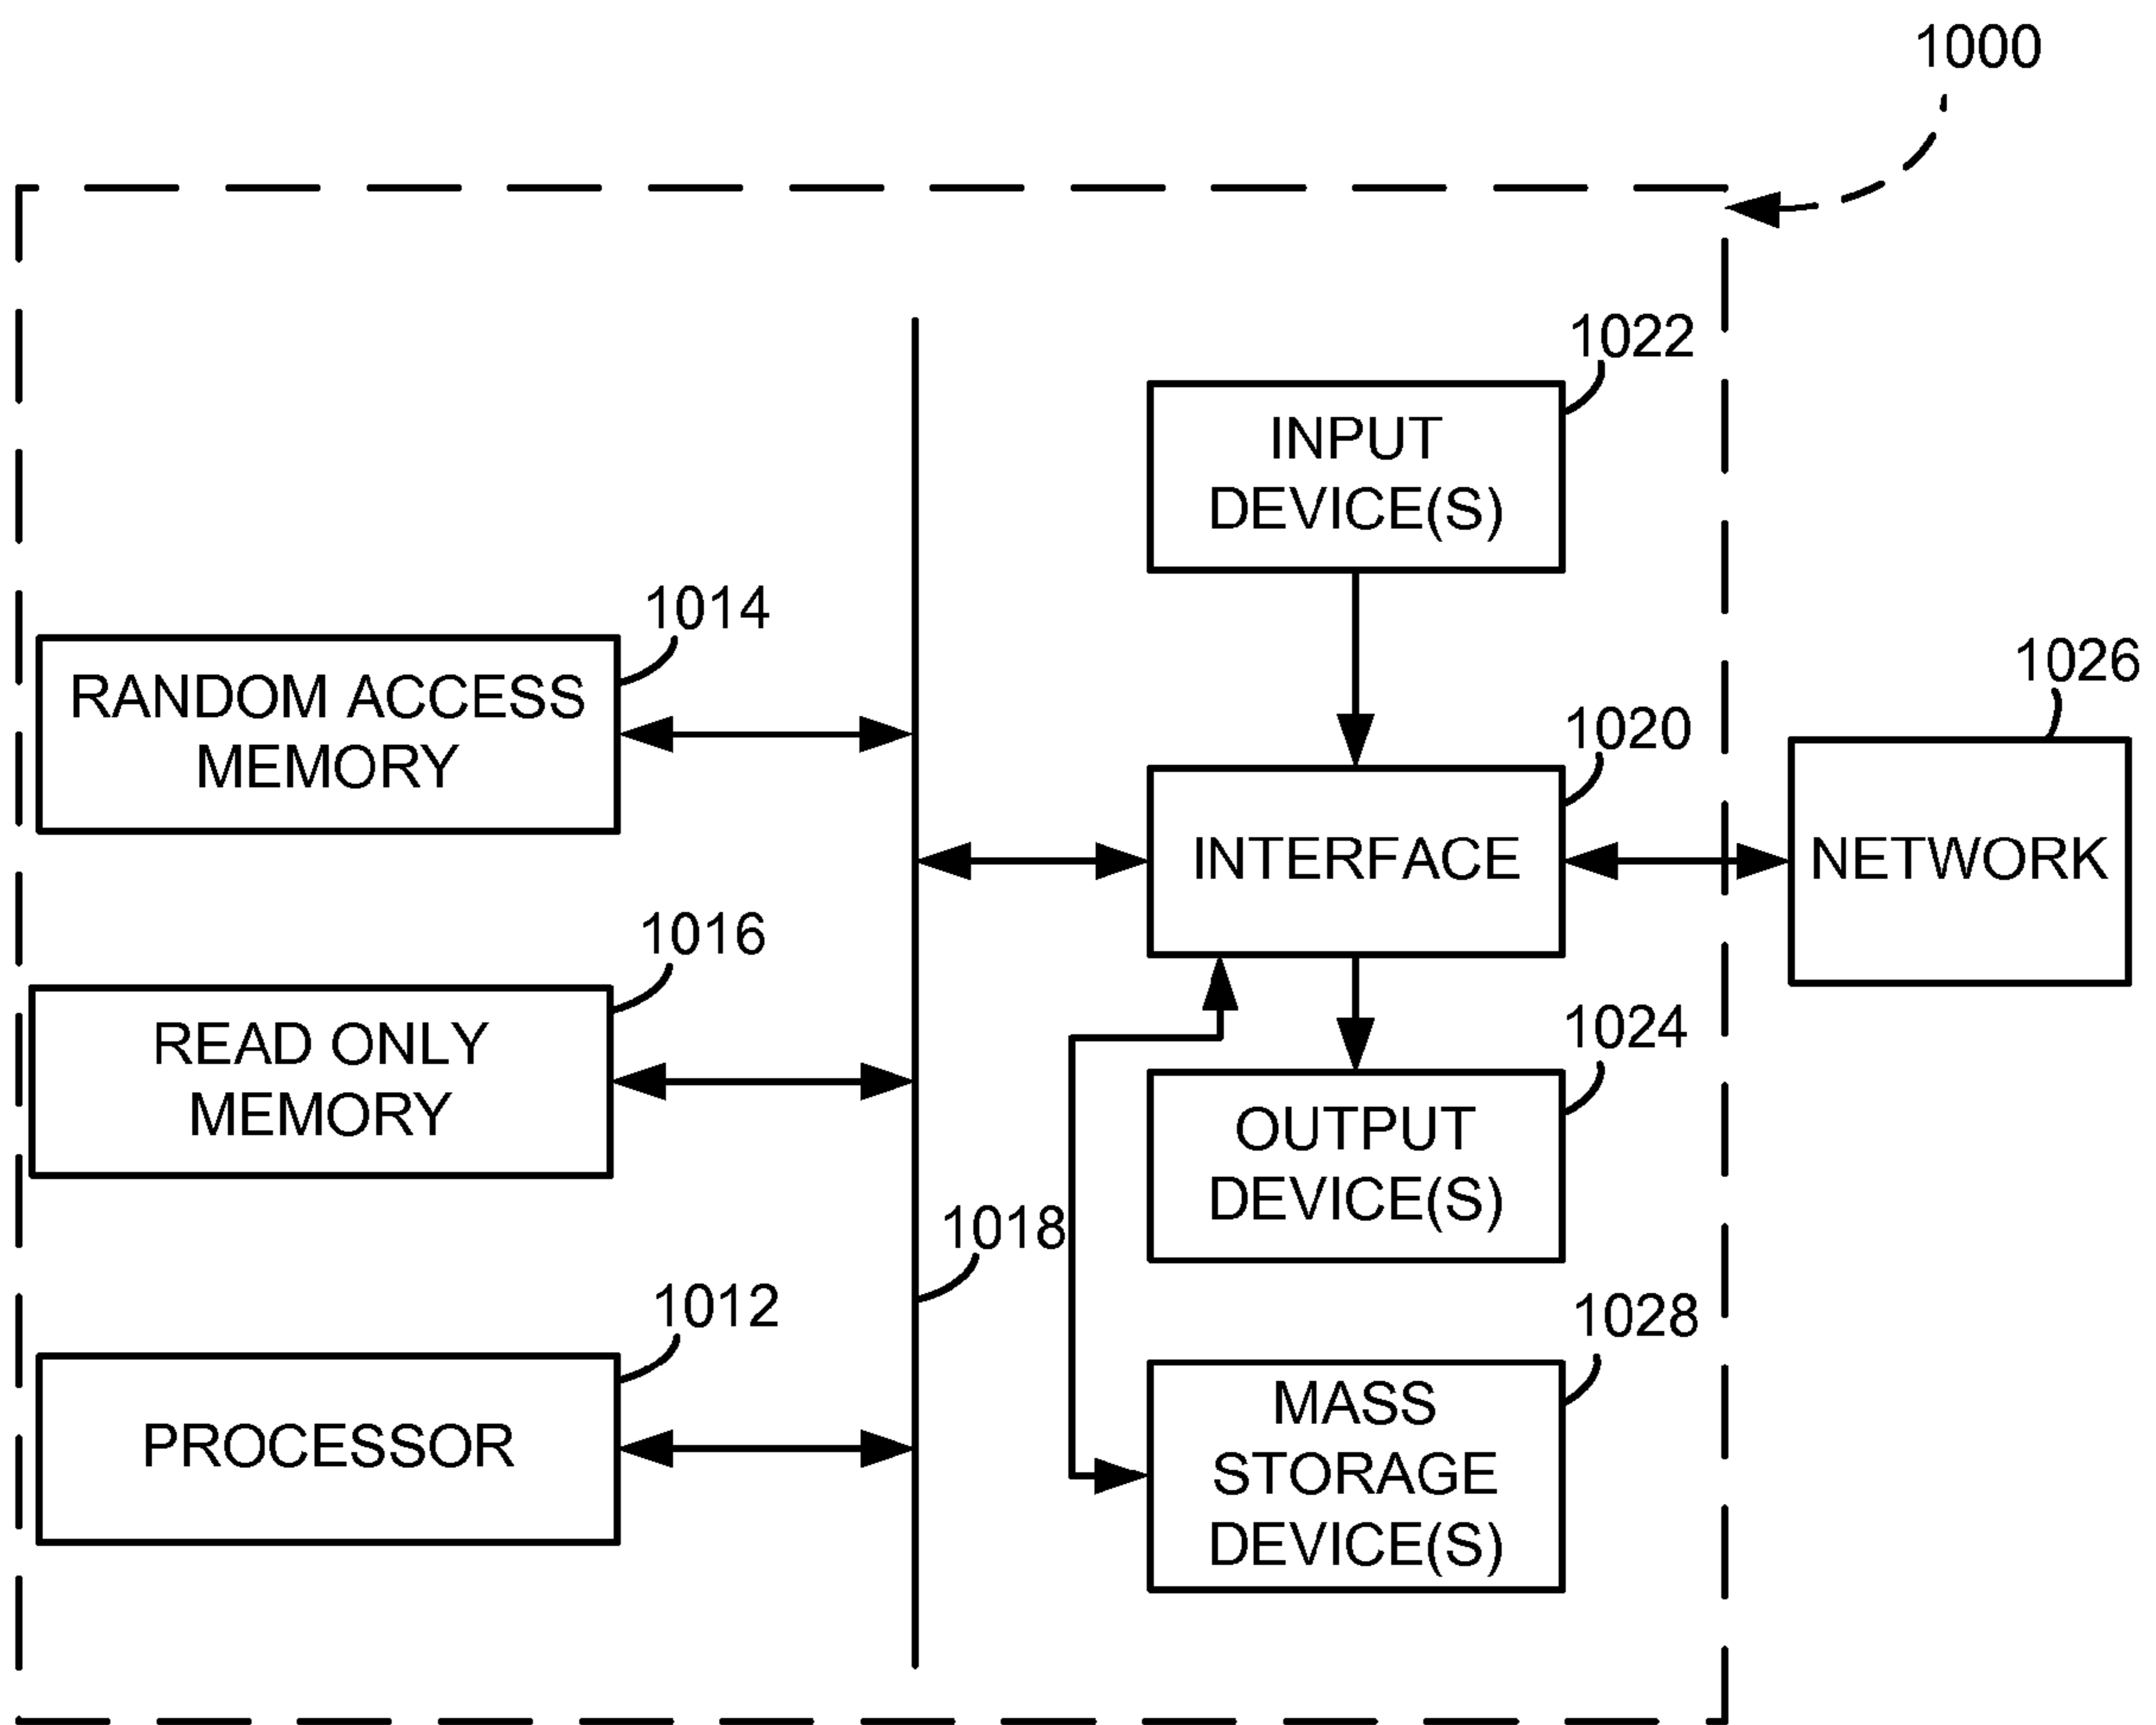 1000
1022
INPUT
DEVICE(S)
1014
RANDOM ACCESS
MEMORY
1026
1020
INTERFACE
NETWORK
1016
READ ONLY
MEMORY
1024
OUTPUT
DEVICE(S)
1018
1012
PROCESSOR
1028
MASS
STORAGE
DEVICE(S)